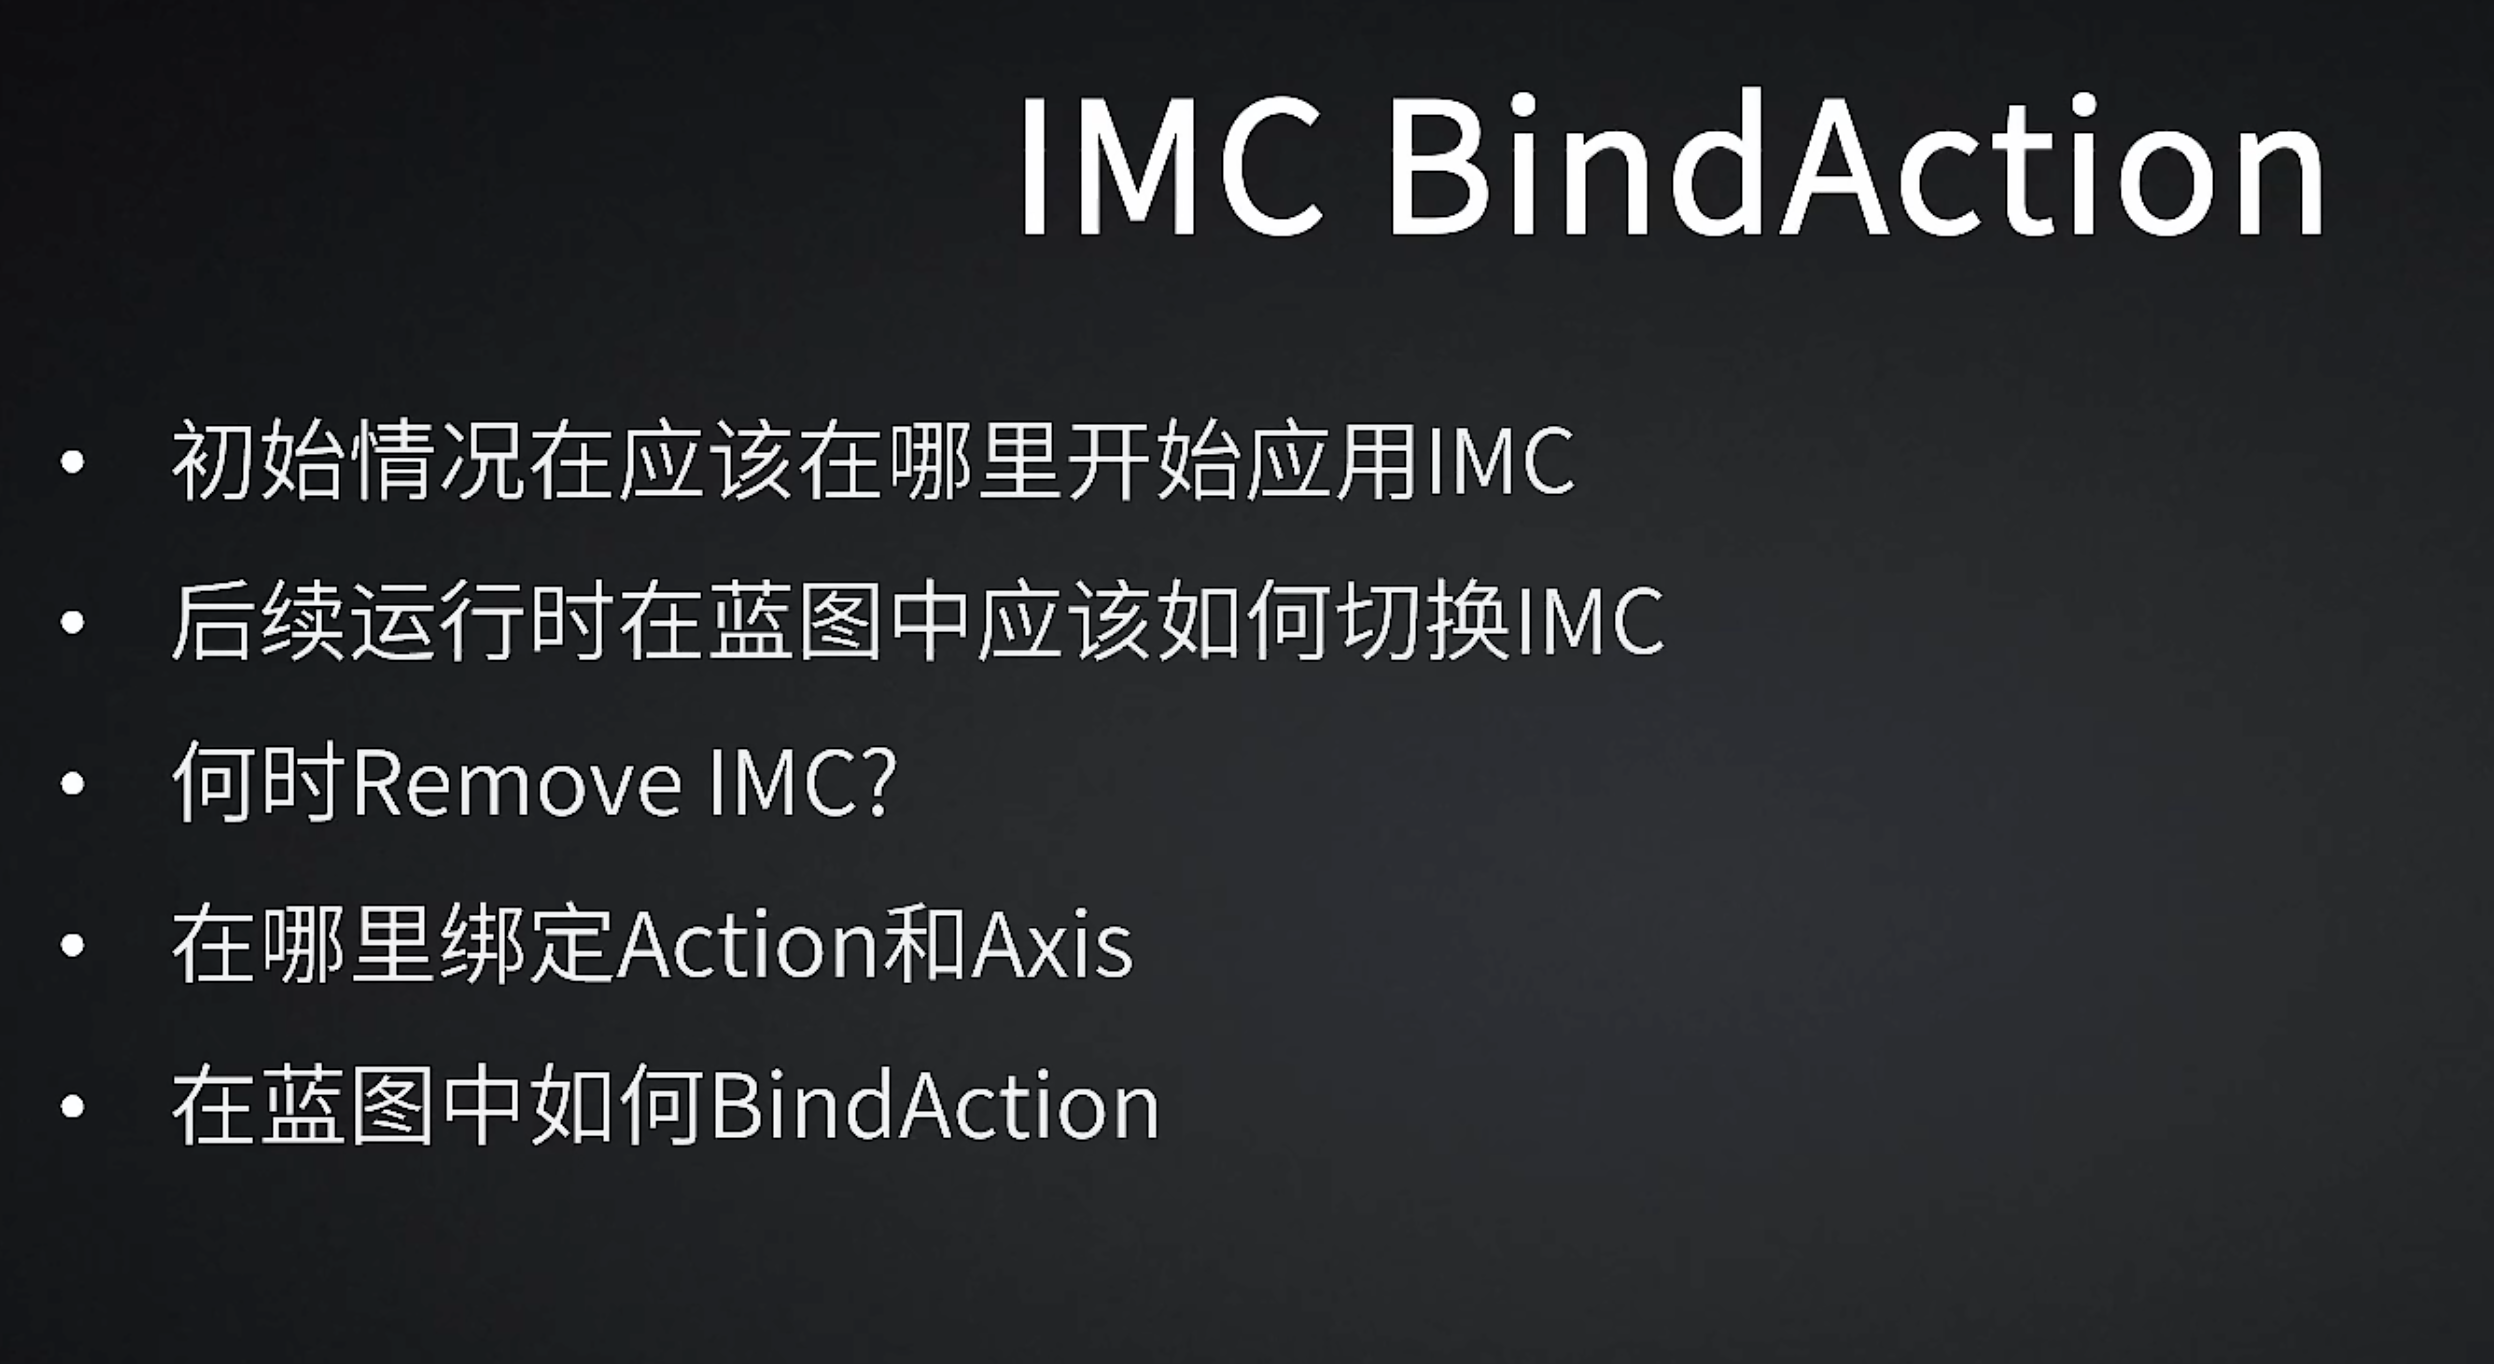 IMC BindAction
• 初始情况在应该在哪里开始应用IMC
• 后续运行时在蓝图中应该如何切换IMC
• 何时Remove IMC?
• 在哪里绑定Action和Axis
• 在蓝图中如何BindAction